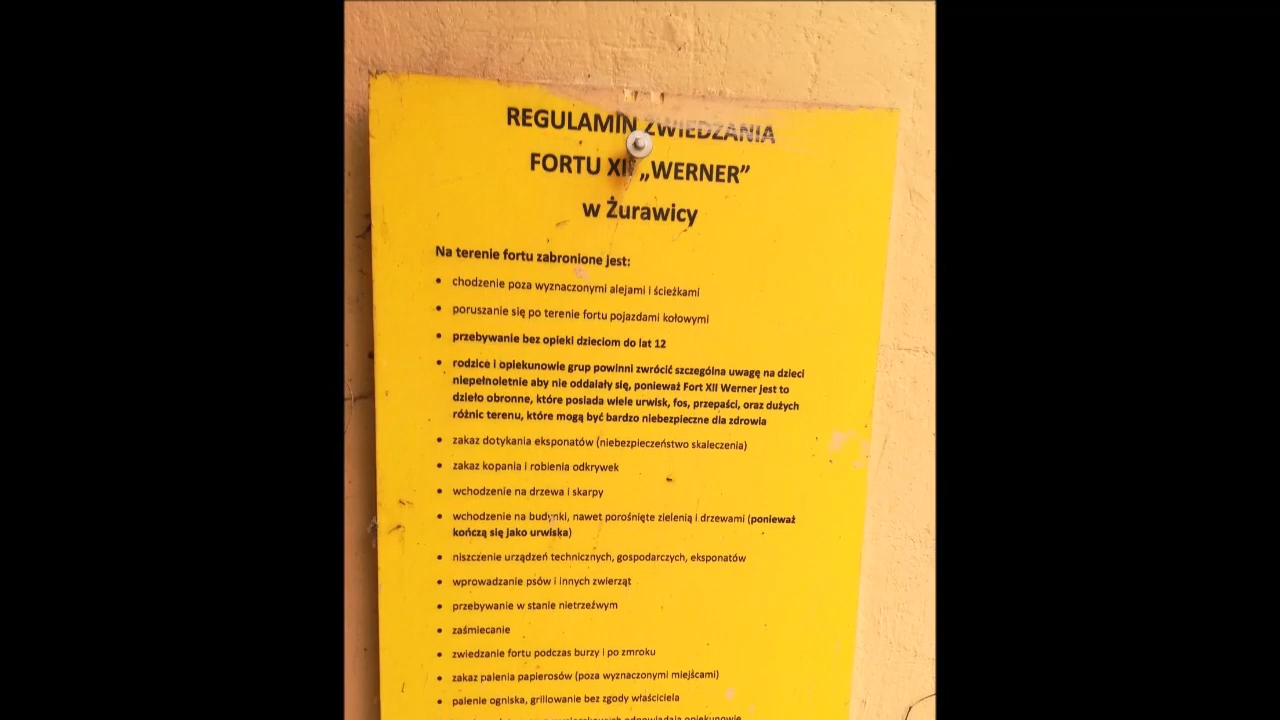 REGULAMIN ZWIEDZANIA
FORTU XII „WERNER”
w Żurawicy
Na terenie fortu zabronione jest:
• chodzenie poza wyznaczonymi alejami i ścieżkami
• poruszanie się po terenie fortu pojazdami kołowymi
• przebywanie bez opieki dzieciom do lat 12
• rodzice i opiekunowie grup powinni zwrócić szczególna uwagę na dzieci
niepełnoletnie aby nie oddalały się, ponieważ Fort XII Werner jest to
dzieło obronne, które posiada wiele urwisk, fos, przepaści, oraz dużych
różnic terenu, które mogą być bardzo niebezpieczne dla zdrowia
• zakaz dotykania eksponatów (niebezpieczeństwo skaleczenia)
• zakaz kopania i robienia odkrywek
• wchodzenie na drzewa i skarpy
• wchodzenie na budynki, nawet porośnięte zielenią i drzewami (ponieważ
kończą się jako urwiska)
• niszczenie urządzeń technicznych, gospodarczych, eksponatów
• wprowadzanie psów i innych zwierząt
• przebywanie w stanie nietrzeźwym
• zaśmiecanie
• zwiedzanie fortu podczas burzy i po zmroku
• zakaz palenia papierosów (poza wyznaczonymi miejscami)
• palenie ogniska, grillowanie bez zgody właściciela
odpowiadają opiekunowie